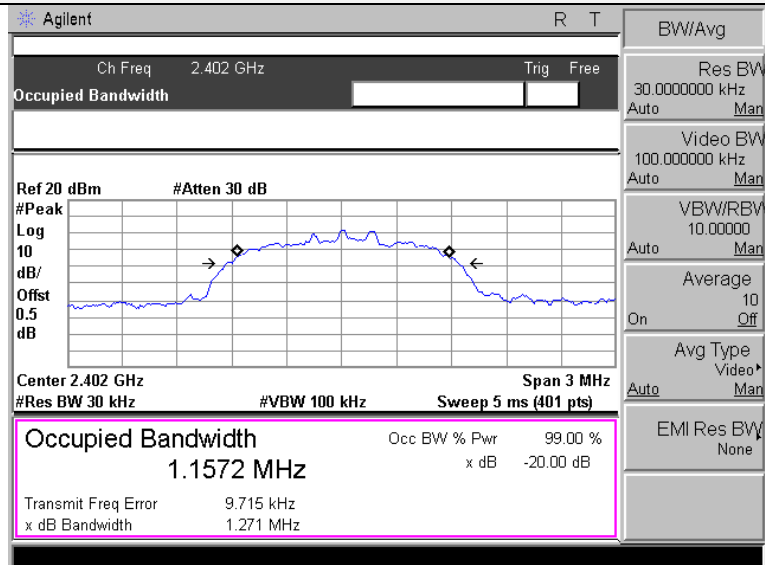 Agilent R T
Ch Freq 2.402 GHz Trig Free
Occupied Bandwidth
Ref 20 dBm #Atten 30 dB
#Peak
Log
10
dB/
Offst
0.5
dB
Center 2.402 GHz Span 3 MHz
#Res BW 30 kHz #VBW 100 kHz Sweep 5 ms (401 pts)
Occupied Bandwidth Occ BW % Pwr 99.00 %
1.1572 MHz x dB -20.00 dB
Transmit Freq Error 9.715 kHz
x dB Bandwidth 1.271 MHz
BW/Avg
Res BW
30.0000000 kHz
Auto Man
Video BW
100.000000 kHz
Auto Man
VBW/RBW
10.00000
Auto Man
Average
10
On Off
Avg Type
Video
Auto Man
EMI Res BW
None